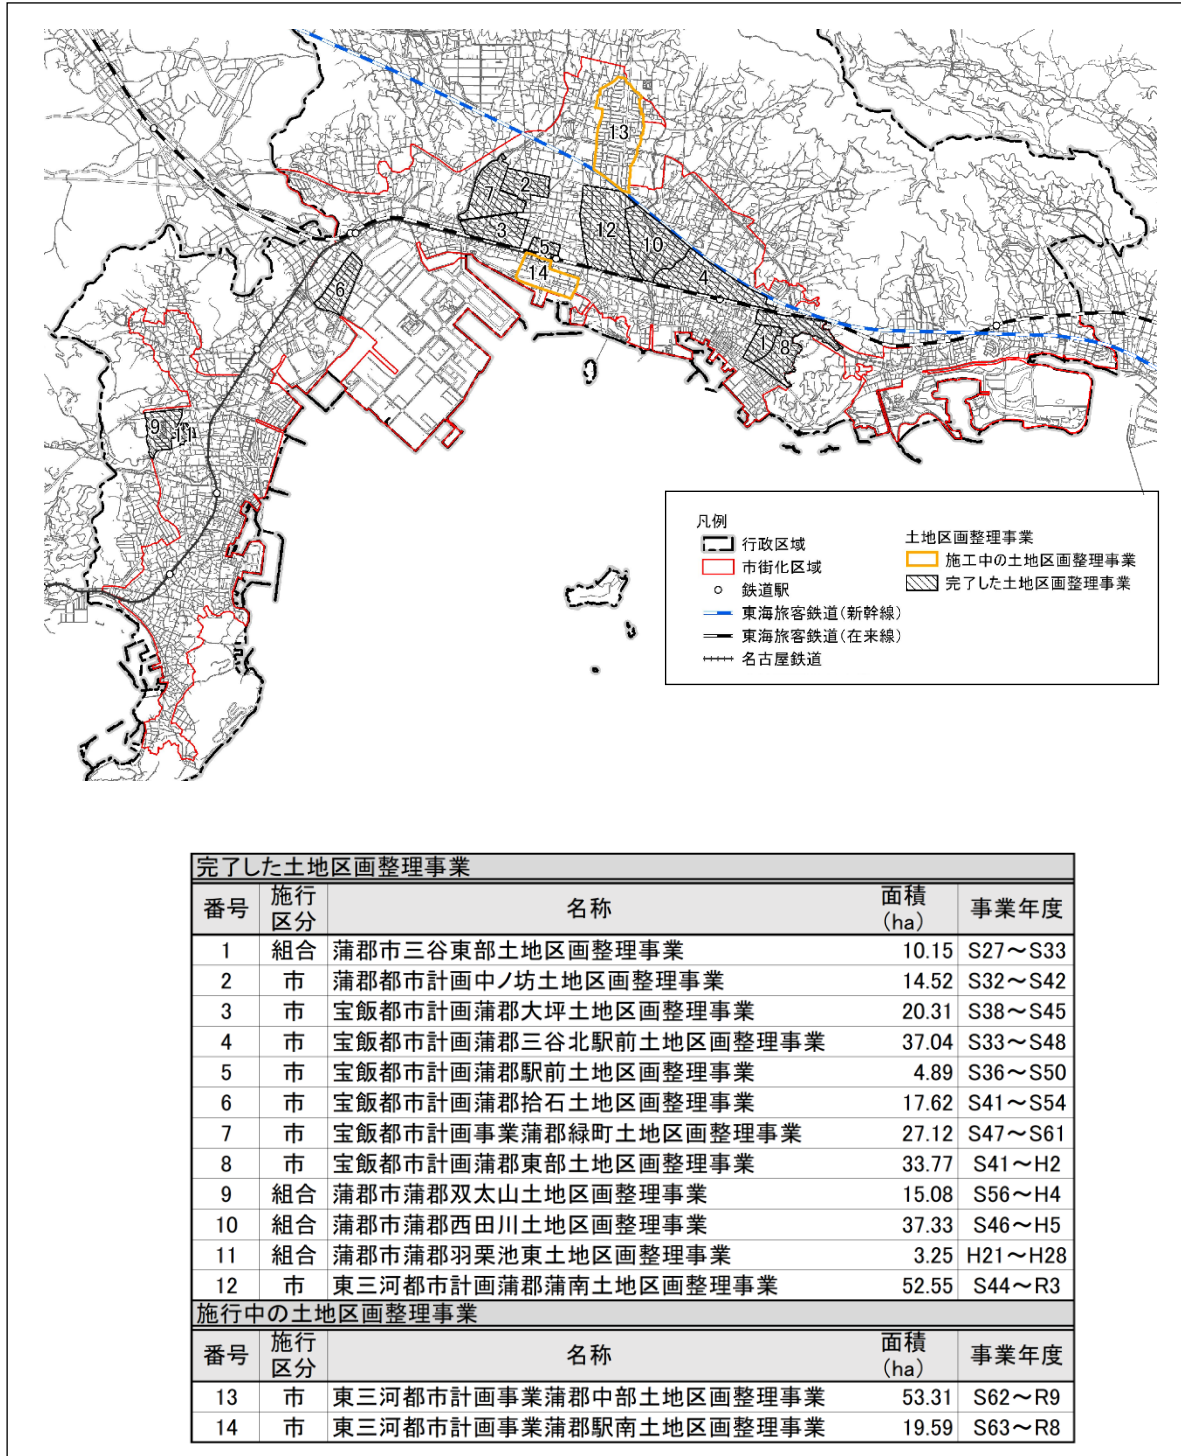 13
2
7
3
12
10
5
14
4
6
1
8
9
11
凡例
行政区域
市街化区域
鉄道駅
東海旅客鉄道(新幹線)
東海旅客鉄道(在来線)
名古屋鉄道
土地区画整理事業
施工中の土地区画整理事業
完了した土地区画整理事業
完了した土地区画整理事業
番号 施行区分 名称 面積(ha) 事業年度
1 組合 蒲郡市三谷東部土地区画整理事業 10.15 S27～S33
2 市 蒲郡都市計画中ノ坊土地区画整理事業 14.52 S32～S42
3 市 宝飯都市計画蒲郡大坪土地区画整理事業 20.31 S38～S45
4 市 宝飯都市計画蒲郡三谷北駅前土地区画整理事業 37.04 S33～S48
5 市 宝飯都市計画蒲郡駅前土地区画整理事業 4.89 S36～S50
6 市 宝飯都市計画蒲郡拾石土地区画整理事業 17.62 S41～S54
7 市 宝飯都市計画事業蒲郡緑町土地区画整理事業 27.12 S47～S61
8 市 宝飯都市計画蒲郡東部土地区画整理事業 33.77 S41～H2
9 組合 蒲郡市蒲郡双太山土地区画整理事業 15.08 S56～H4
10 組合 蒲郡市蒲郡西田川土地区画整理事業 37.33 S46～H5
11 組合 蒲郡市蒲郡羽栗池東土地区画整理事業 3.25 H21～H28
12 市 東三河都市計画蒲郡蒲南土地区画整理事業 52.55 S44～R3
施行中の土地区画整理事業
番号 施行区分 名称 面積(ha) 事業年度
13 市 東三河都市計画事業蒲郡中部土地区画整理事業 53.31 S62～R9
14 市 東三河都市計画事業蒲郡駅南土地区画整理事業 19.59 S63～R8